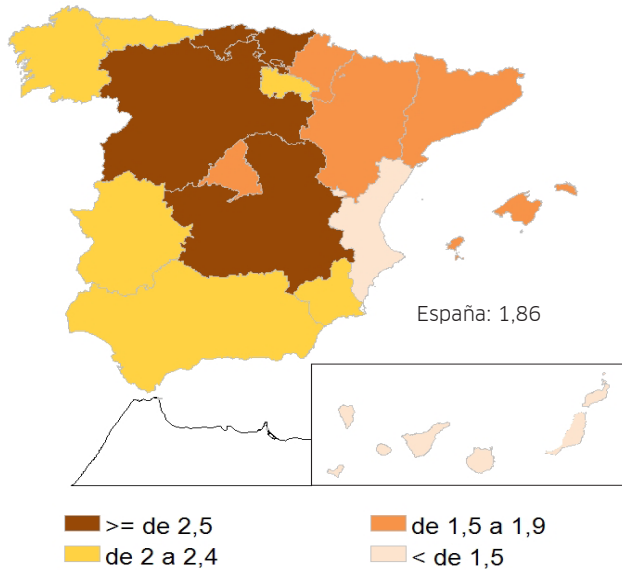 España: 1,86
>= de 2,5
de 1,5 a 1,9
de 2 a 2,4
< de 1,5